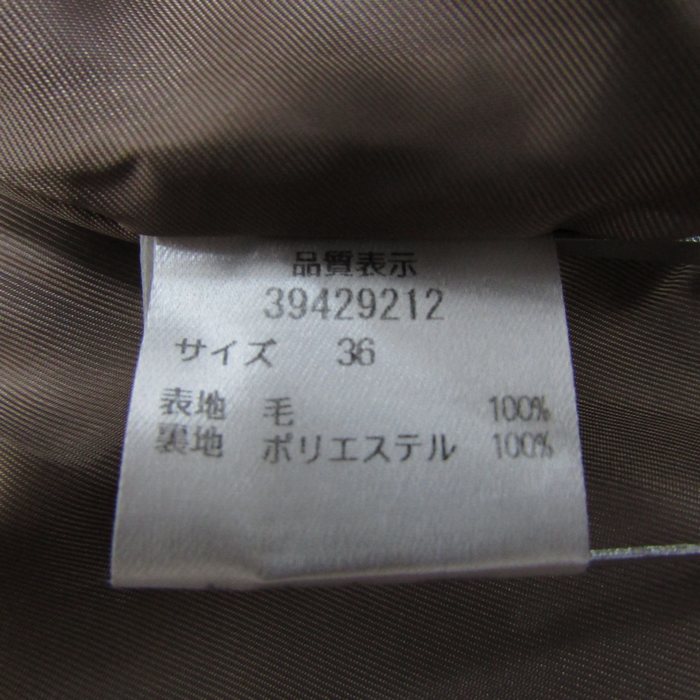 品質表示
39429212
サイズ 36
表地 毛 100%
裏地 ポリエステル 100%